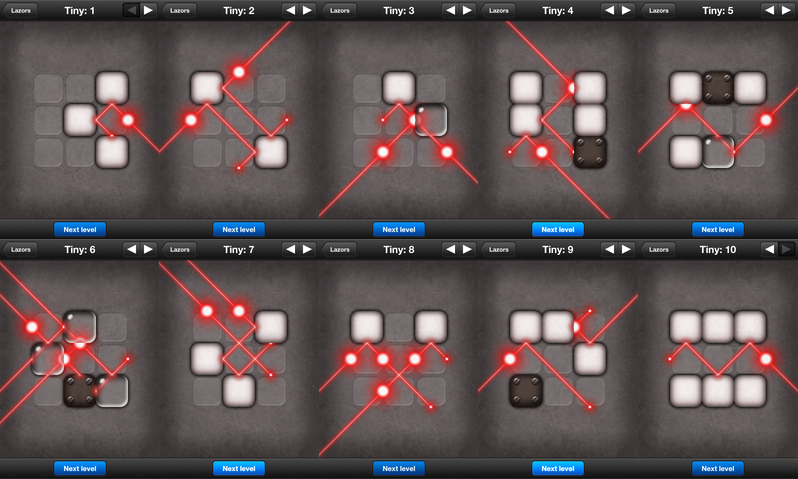 Lazors Tiny: 1
Lazors Tiny: 2
Lazors Tiny: 3
Lazors Tiny: 4
Lazors Tiny: 5
Next level
Next level
Next level
Next level
Next level
Lazors Tiny: 6
Lazors Tiny: 7
Lazors Tiny: 8
Lazors Tiny: 9
Lazors Tiny: 10
Next level
Next level
Next level
Next level
Next level